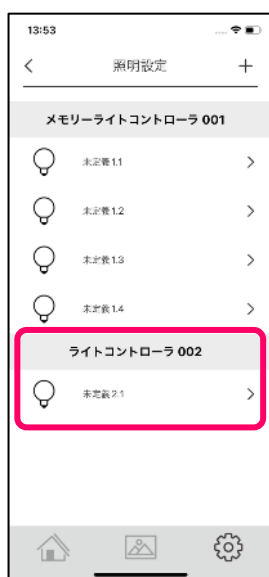 13:53
照明設定
メモリーライトコントローラ 001
未定義 1.1
未定義 1.2
未定義 1.3
未定義 1.4
ライトコントローラ 002
未定義 2.1